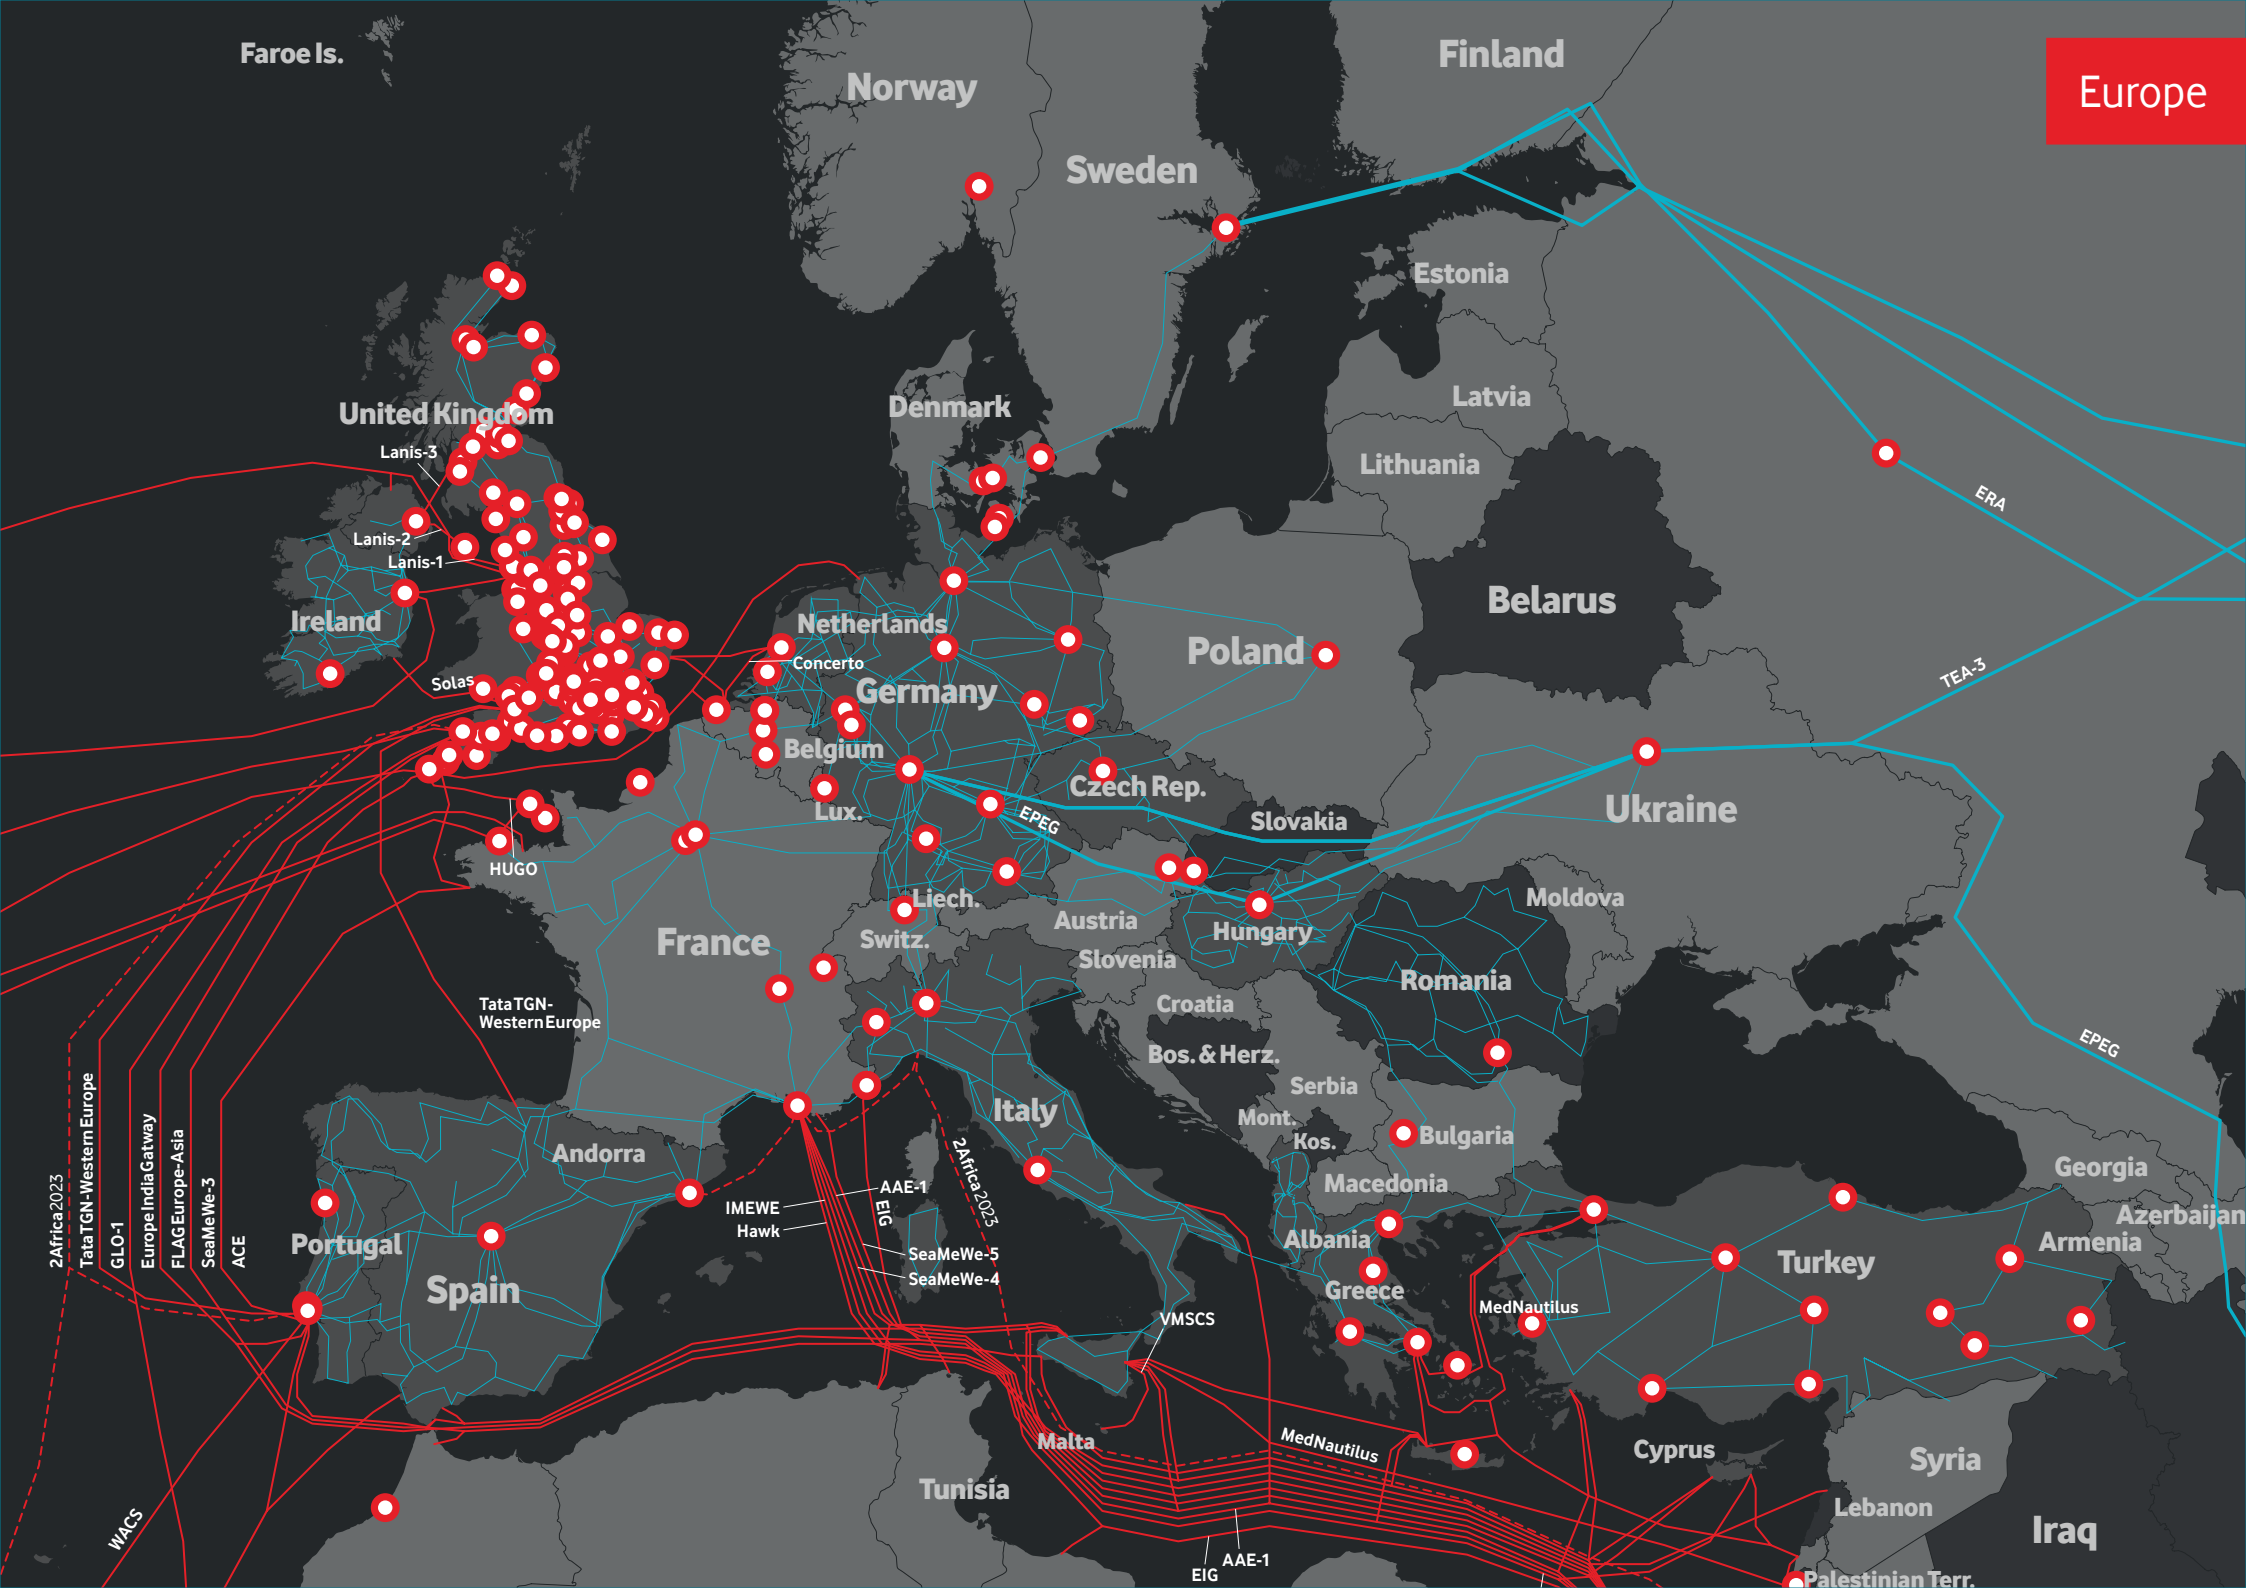 Faroe Is.
Norway
Finland
Europe
Sweden
Estonia
Latvia
Denmark
United Kingdom
Lanis-3
Lithuania
ERA
Lanis-2
Lanis-1
Belarus
Ireland
Netherlands
Poland
Concerto
TEA-3
Solas
Germany
Belgium
Czech Rep.
Lux.
EPEG
Slovakia
Ukraine
HUGO
Liech.
Moldova
Austria
France
Switz.
Hungary
Slovenia
Romania
Tata TGN-
Western Europe
Croatia
Bos. & Herz.
EPEG
Serbia
Italy
Mont.
Kos.
Bulgaria
Andorra
Georgia
Macedonia
2Africa 2023
Tata TGN-Western Europe
GLO-1
Europe India Gatway
FLAG Europe-Asia
SeaMeWe-3
ACE
IMEWE
AAE-1
Hawk
EIG
2Africa 2023
Azerbaijan
Portugal
Albania
Armenia
SeaMeWe-5
SeaMeWe-4
Turkey
Spain
Greece
MedNautilus
VMSCS
Malta
MedNautilus
Cyprus
Syria
Tunisia
Lebanon
WACS
Iraq
AAE-1
EIG
Palestinian Terr.